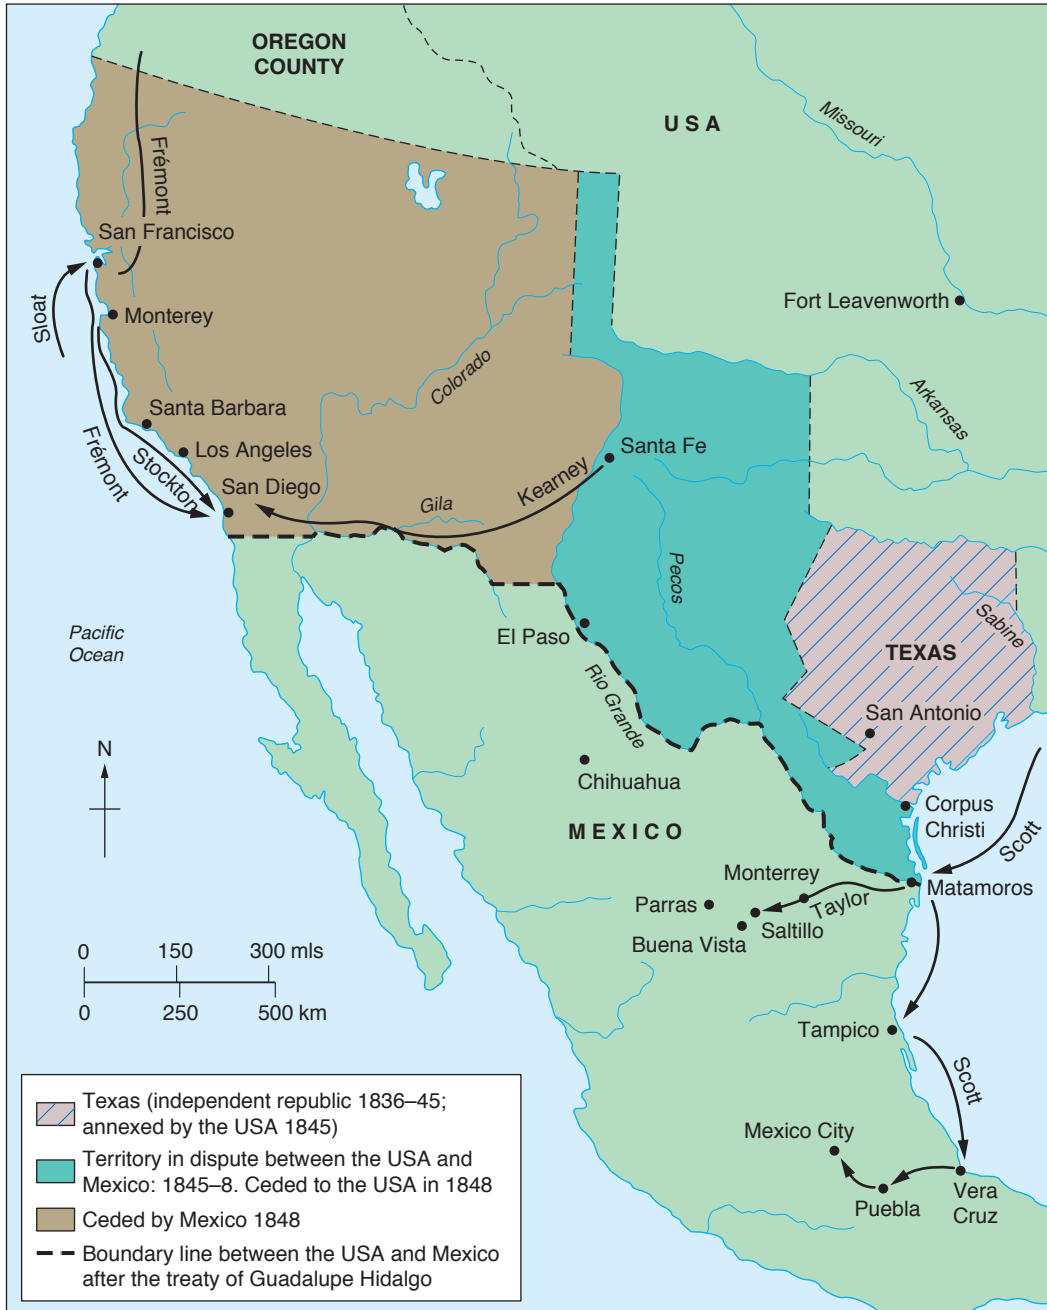 OREGON
COUNTY
USA
Missouri
Frémont
San Francisco
Fort Leavenworth
Sloat
Monterey
Colorado
Arkansas
Santa Barbara
Los Angeles
Santa Fe
Frémont
Stockton
San Diego
Gila
Kearney
Pecos
Sabine
Pacific
Ocean
El Paso
TEXAS
Rio Grande
San Antonio
N
Chihuahua
Corpus
Christi
Scott
MEXICO
Monterrey
Matamoros
Parras
Taylor
Saltillo
Buena Vista
0 150 300 mls
0 250 500 km
Tampico
Scott
Mexico City
Vera
Cruz
Puebla
Texas (independent republic 1836–45;
annexed by the USA 1845)
Territory in dispute between the USA and
Mexico: 1845–8. Ceded to the USA in 1848
Ceded by Mexico 1848
Boundary line between the USA and Mexico
after the treaty of Guadalupe Hidalgo